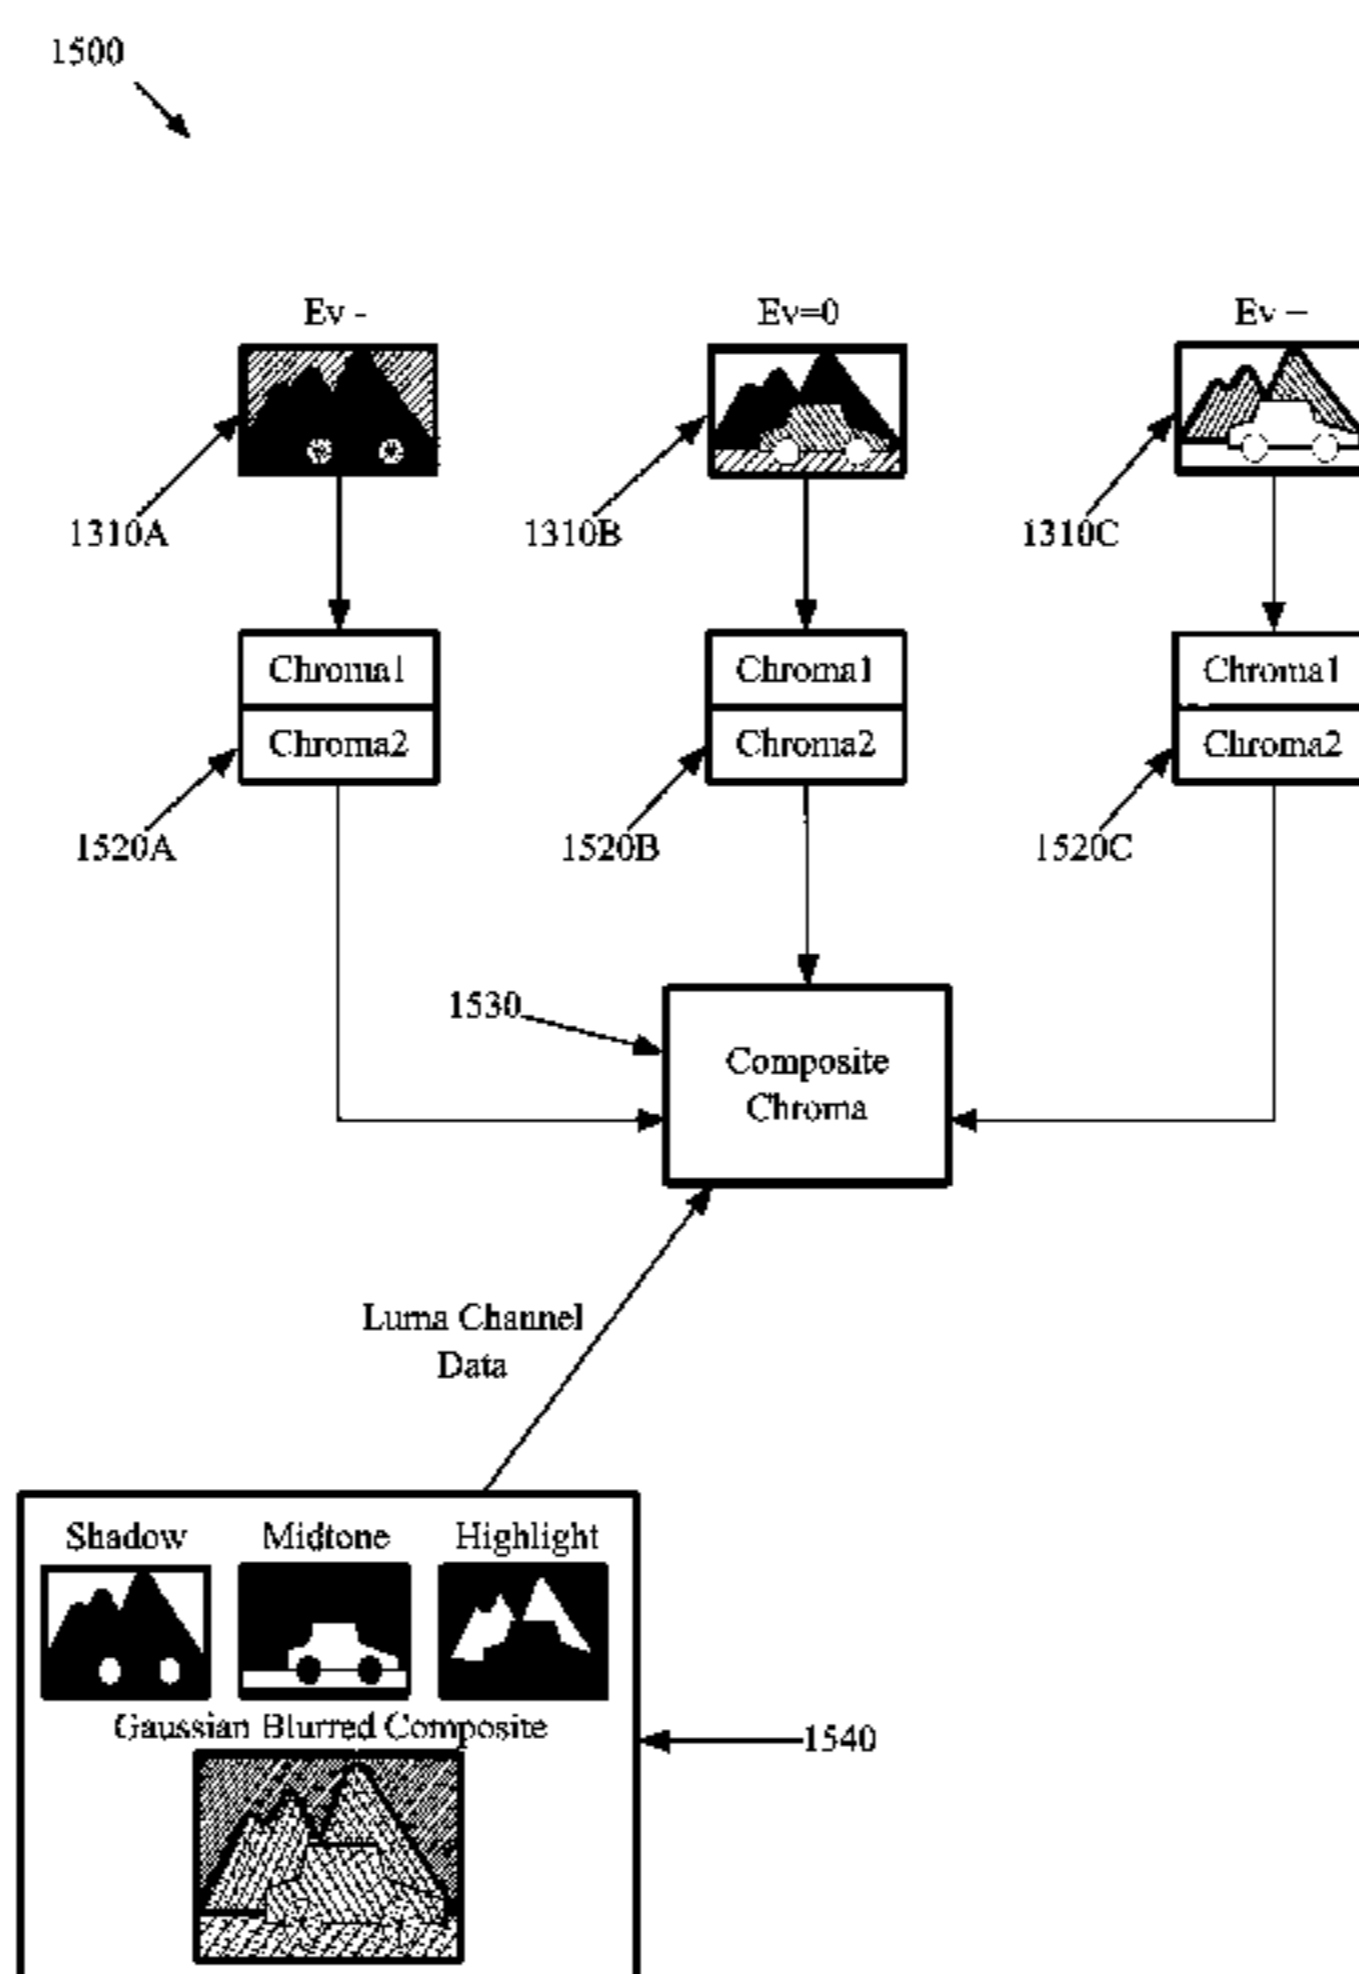 1500
Ev -
Ev=0
Ev –
1310A
1310B
1310C
Chroma1
Chroma1
Chroma1
Chroma2
Chroma2
Chroma2
1520A
1520B
1520C
1530
Composite
Chroma
Luma Channel
Data
Shadow
Midtone
Highlight
Gaussian Blurred Composite
1540